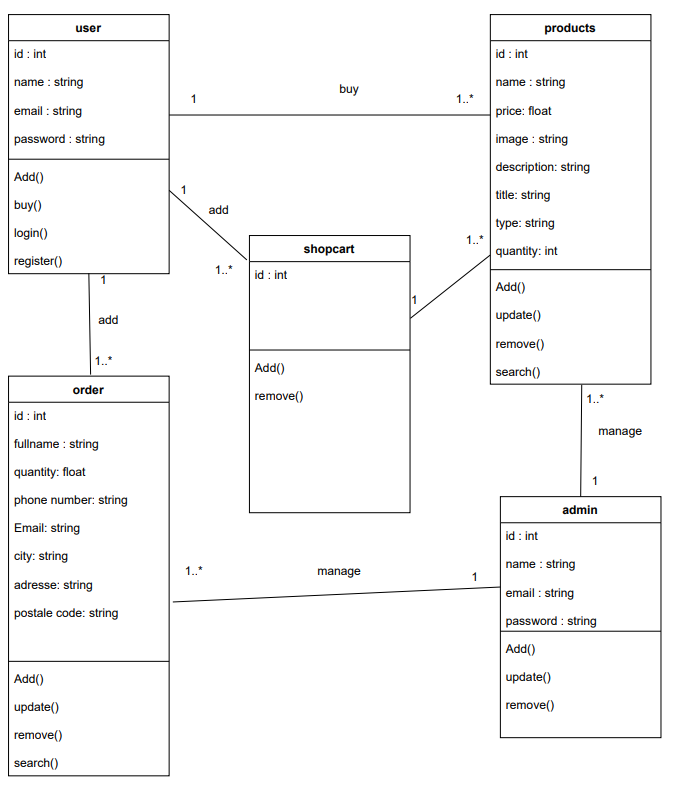 user
id : int
name : string
email : string
password : string
Add()
buy()
login()
register()
1
buy
1..*
products
id : int
name : string
price: float
image : string
description: string
title: string
type: string
quantity: int
Add()
update()
remove()
search()
1
add
1..*
shopcart
id : int
Add()
remove()
1
1..*
1
add
1..*
order
id : int
fullname : string
quantity: float
phone number: string
Email: string
city: string
adresse: string
postale code: string
Add()
update()
remove()
search()
1..*
manage
1
1..*
manage
1
admin
id : int
name : string
email : string
password : string
Add()
update()
remove()